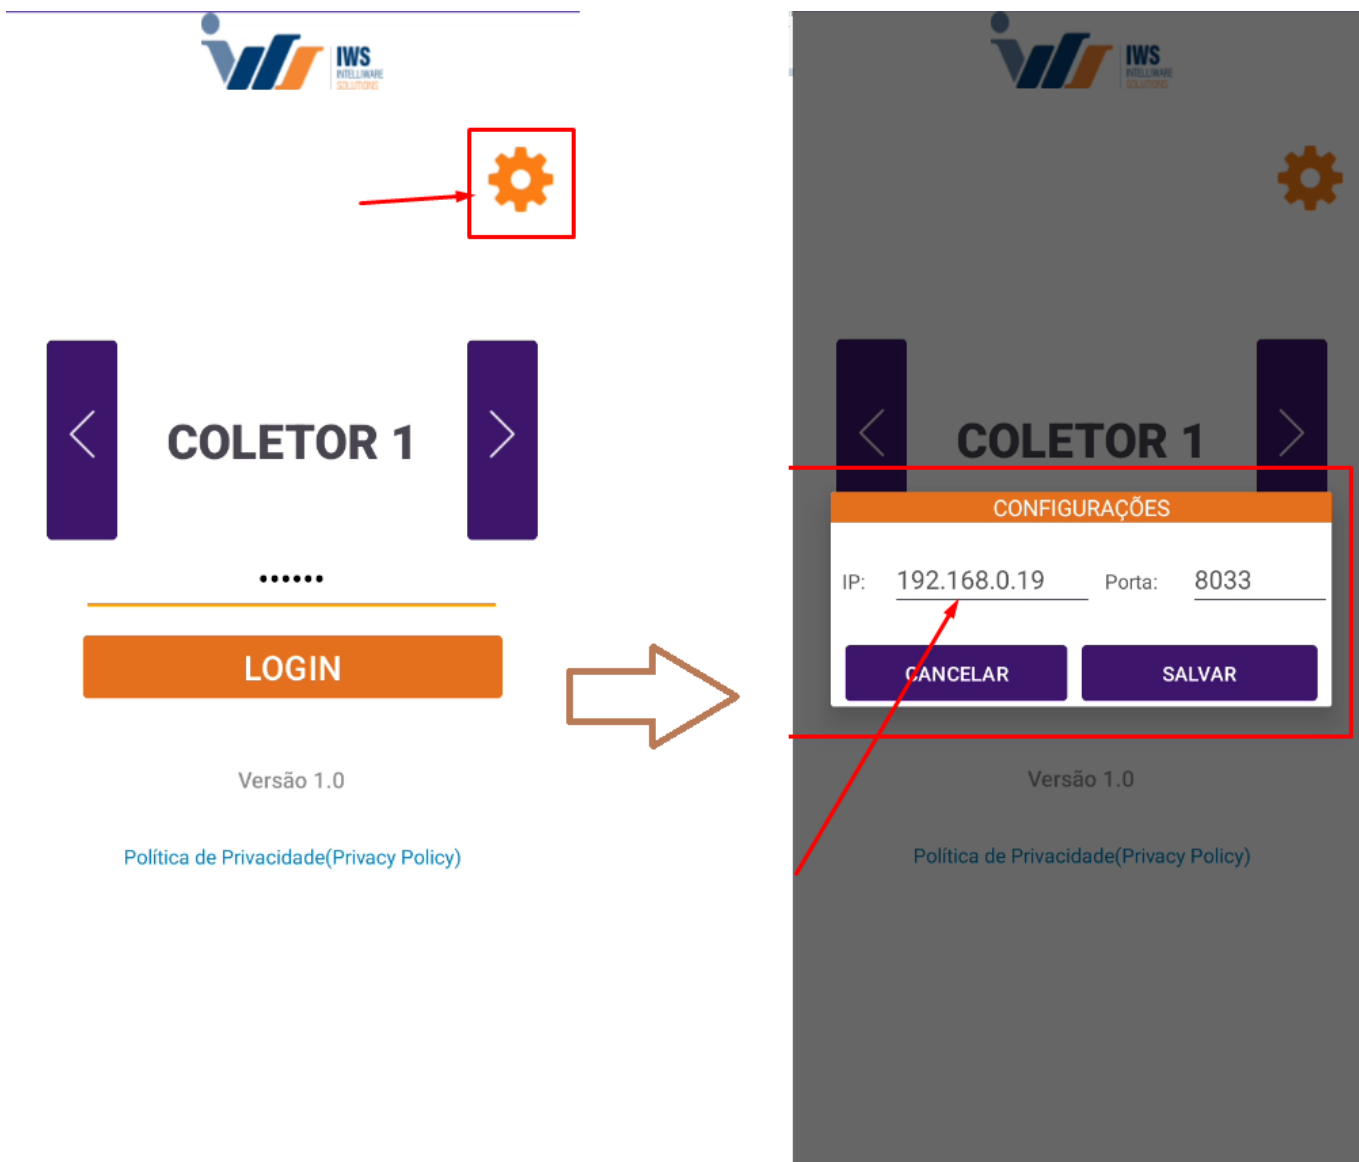 IWS
INTELLIWARE
SOLUTIONS
COLETOR 1
••••••
LOGIN
Versão 1.0
Política de Privacidade(Privacy Policy)
IWS
INTELLIWARE
SOLUTIONS
COLETOR 1
CONFIGURAÇÕES
IP: 192.168.0.19 Porta: 8033
CANCELAR SALVAR
Versão 1.0
Política de Privacidade(Privacy Policy)